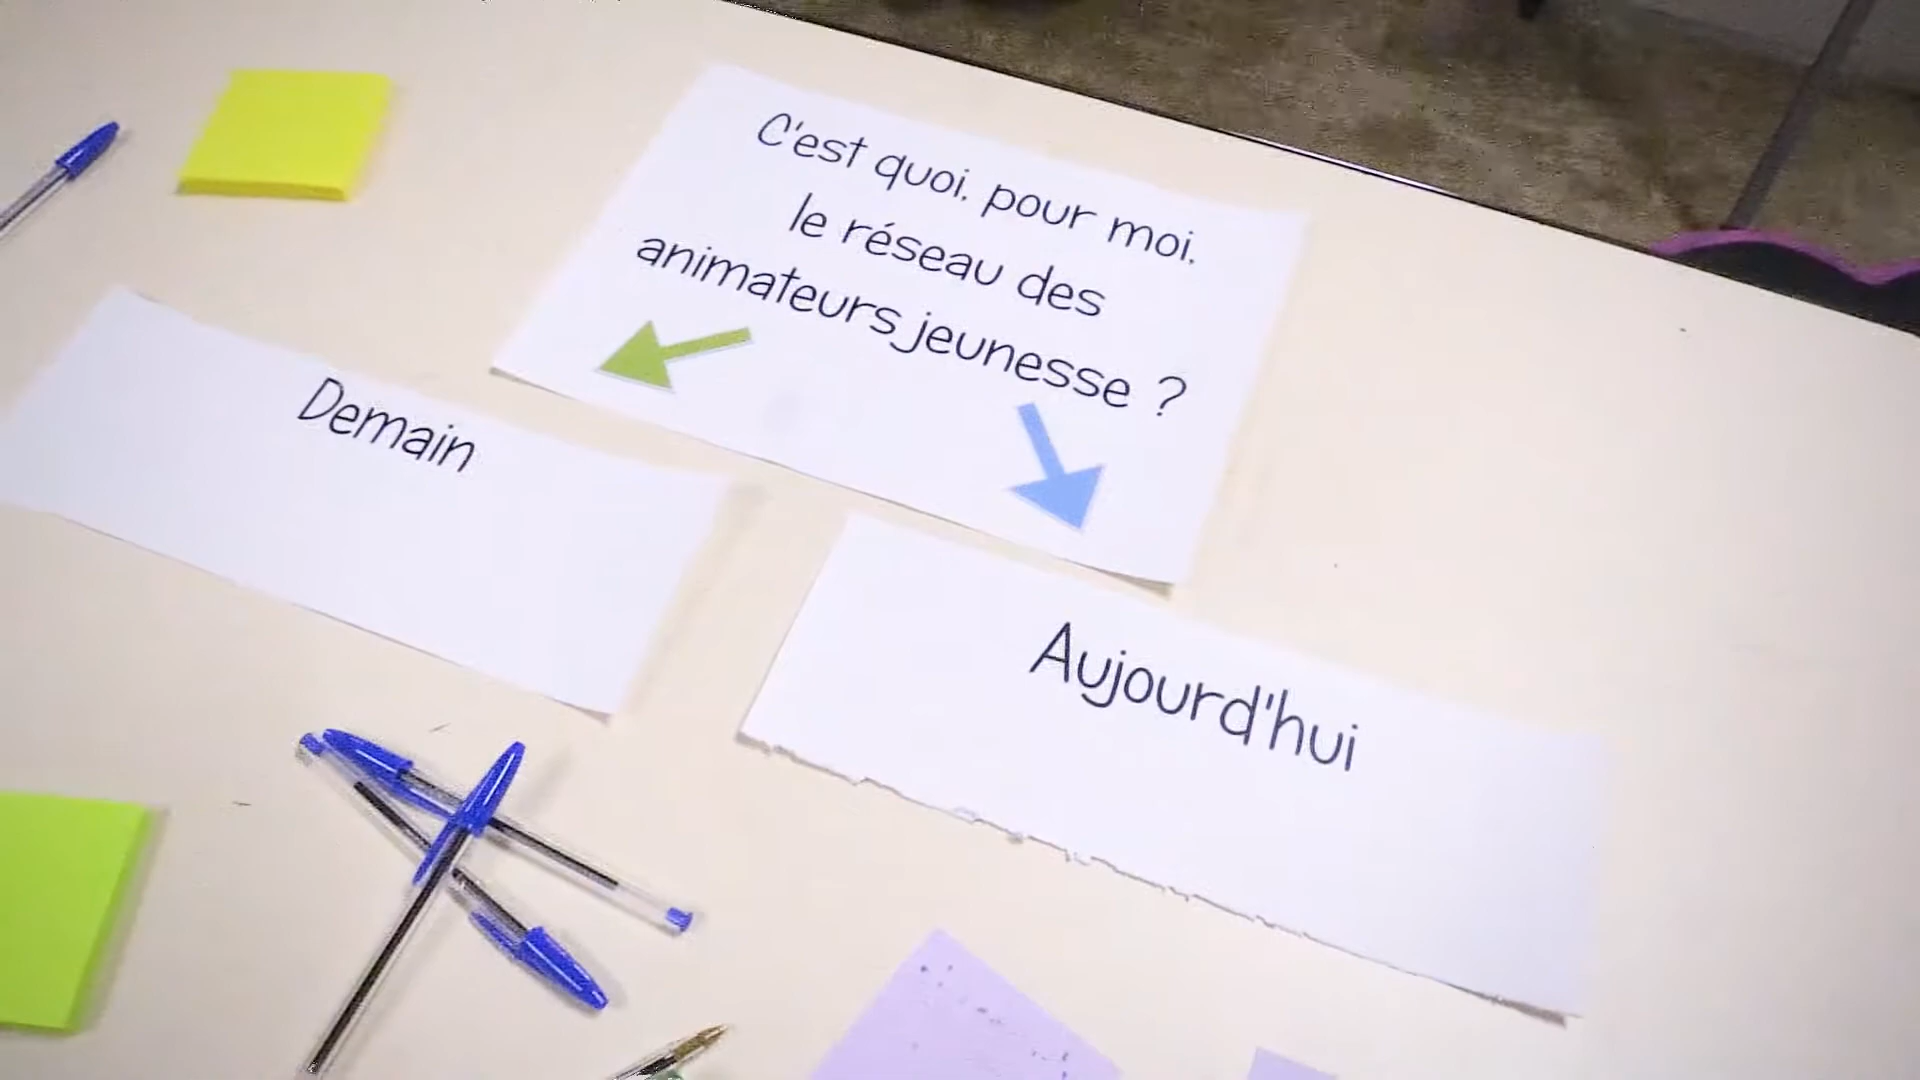 C'est quoi, pour moi,
le réseau des
animateurs jeunesse ?
Demain
Aujourd'hui